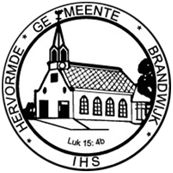 HERVORMDE · GEMEENTE · BRANDWIJK
Luk 15: 4b
· IHS ·